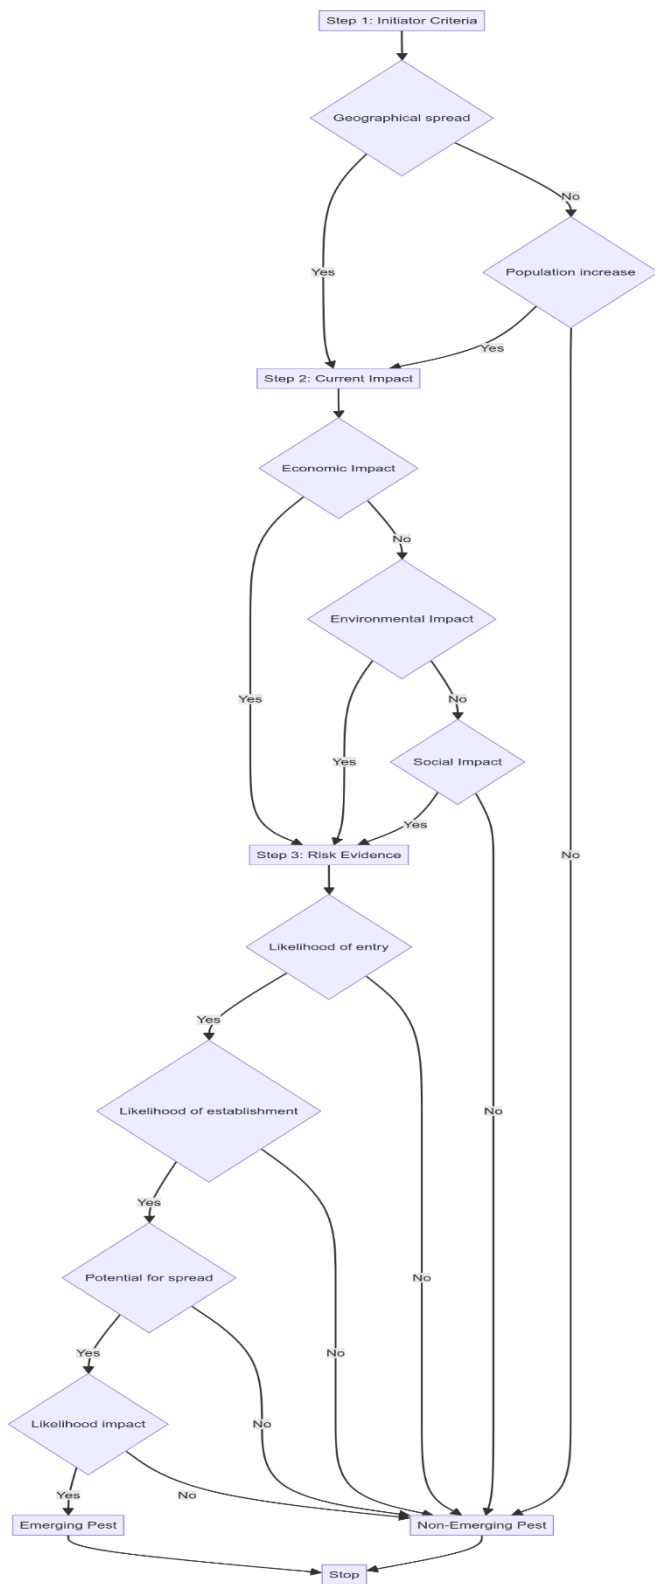 Step 1: Initiator Criteria
Geographical spread
No
Yes
Population increase
Yes
Step 2: Current Impact
Economic Impact
No
Environmental Impact
Yes
No
Yes
Social Impact
Yes
Step 3: Risk Evidence
No
Likelihood of entry
Yes
Likelihood of establishment
No
Yes
Potential for spread
No
Yes
No
Likelihood impact
No
Yes
No
Emerging Pest
Non-Emerging Pest
Stop